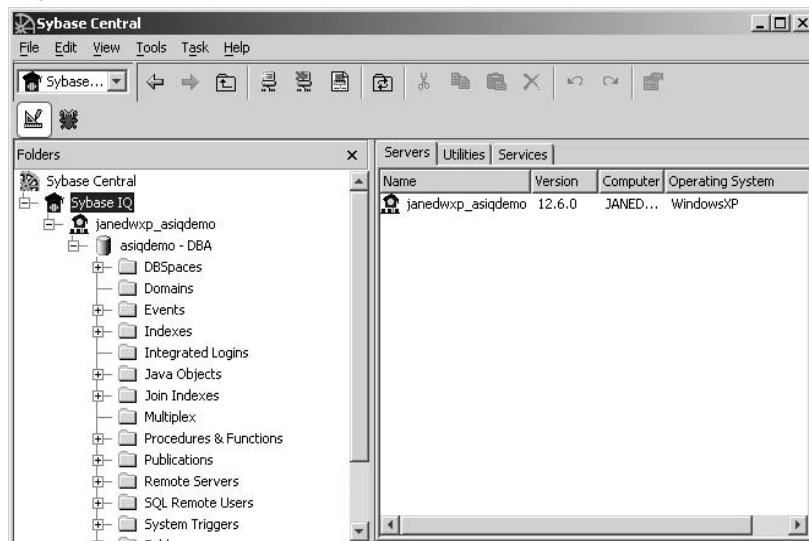 Sybase Central
File Edit View Tools Task Help
Sybase...
Folders
Sybase Central
Sybase IQ
janedwxp_asiqdemo
asiqdemo - DBA
DBSpaces
Domains
Events
Indexes
Integrated Logins
Java Objects
Join Indexes
Multiplex
Procedures & Functions
Publications
Remote Servers
SQL Remote Users
System Triggers
Servers Utilities Services
Name Version Computer Operating System
janedwxp_asiqdemo 12.6.0 JANED... WindowsXP